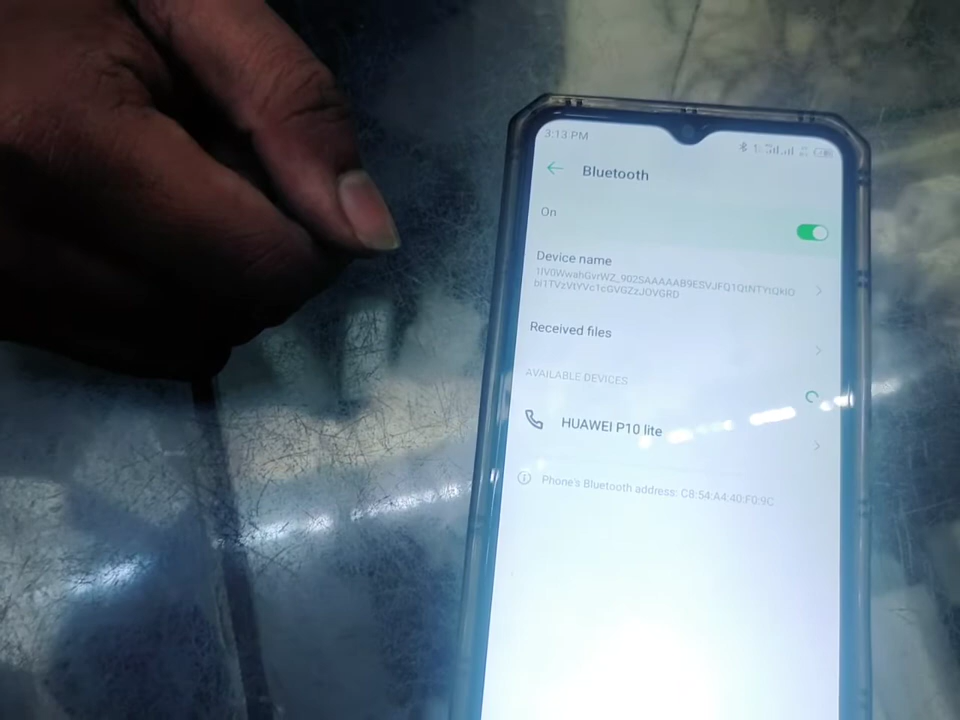 3:13 PM
Bluetooth
On
Device name
Received files
AVAILABLE DEVICES
HUAWEI P10 lite
Phone's Bluetooth address: C8:54:A4:40:F0:9C